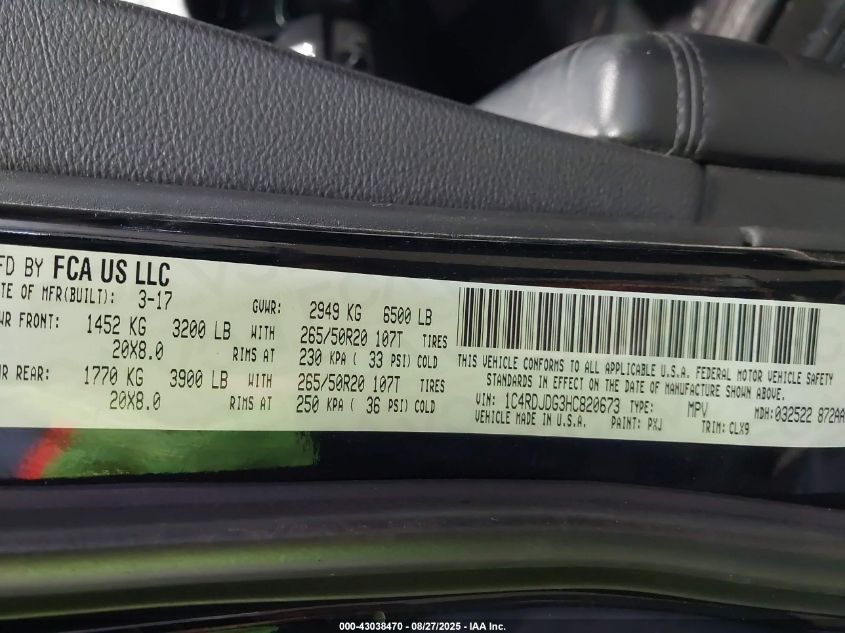 FD BY FCA US LLC
TE OF MFR(BUILT): 3-17 GVWR: 2949 KG 6500 LB
WR FRONT: 1452 KG 3200 LB WITH 265/50R20 107T TIRES
20X8.0 RIMS AT 230 KPA ( 33 PSI) COLD
WR REAR: 1770 KG 3900 LB WITH 265/50R20 107T TIRES
20X8.0 RIMS AT 250 KPA ( 36 PSI) COLD
THIS VEHICLE CONFORMS TO ALL APPLICABLE U.S.A. FEDERAL MOTOR VEHICLE SAFETY
STANDARDS IN EFFECT ON THE DATE OF MANUFACTURE SHOWN ABOVE.
VIN: 1C4RDJDG3HC820673 TYPE: MPV MDH: 032522 872AA
VEHICLE MADE IN U.S.A. PAINT: PXJ TRIM: CLX9
000-43038470 - 08/27/2025 - IAA Inc.